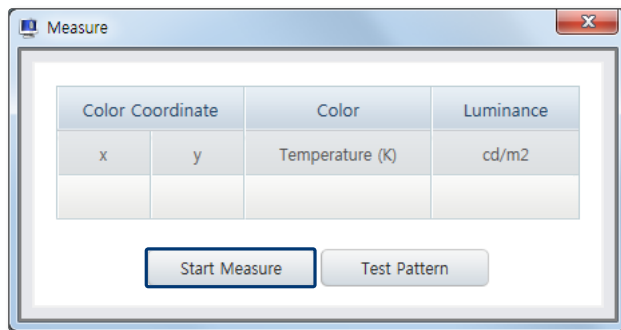 Measure
Color Coordinate Color Luminance
x y Temperature (K) cd/m2
Start Measure Test Pattern